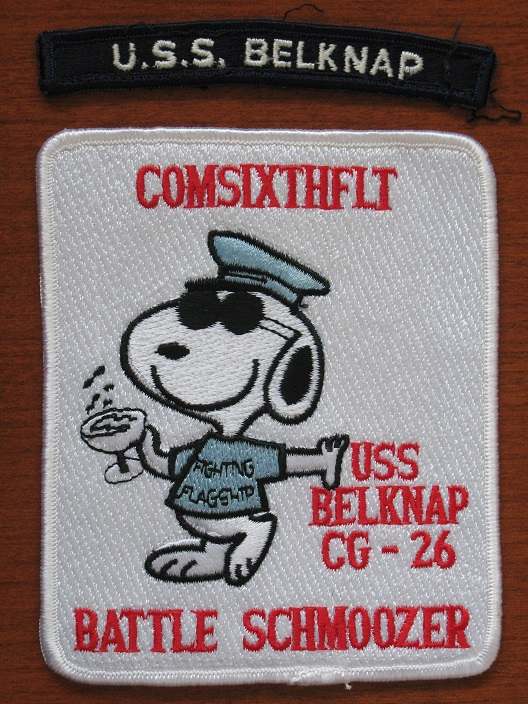 U.S.S. BELKNAP
COMSIXTHFLT
FIGHTING
FLAGSHIP
USS
BELKNAP
CG - 26
BATTLE SCHMOOZER